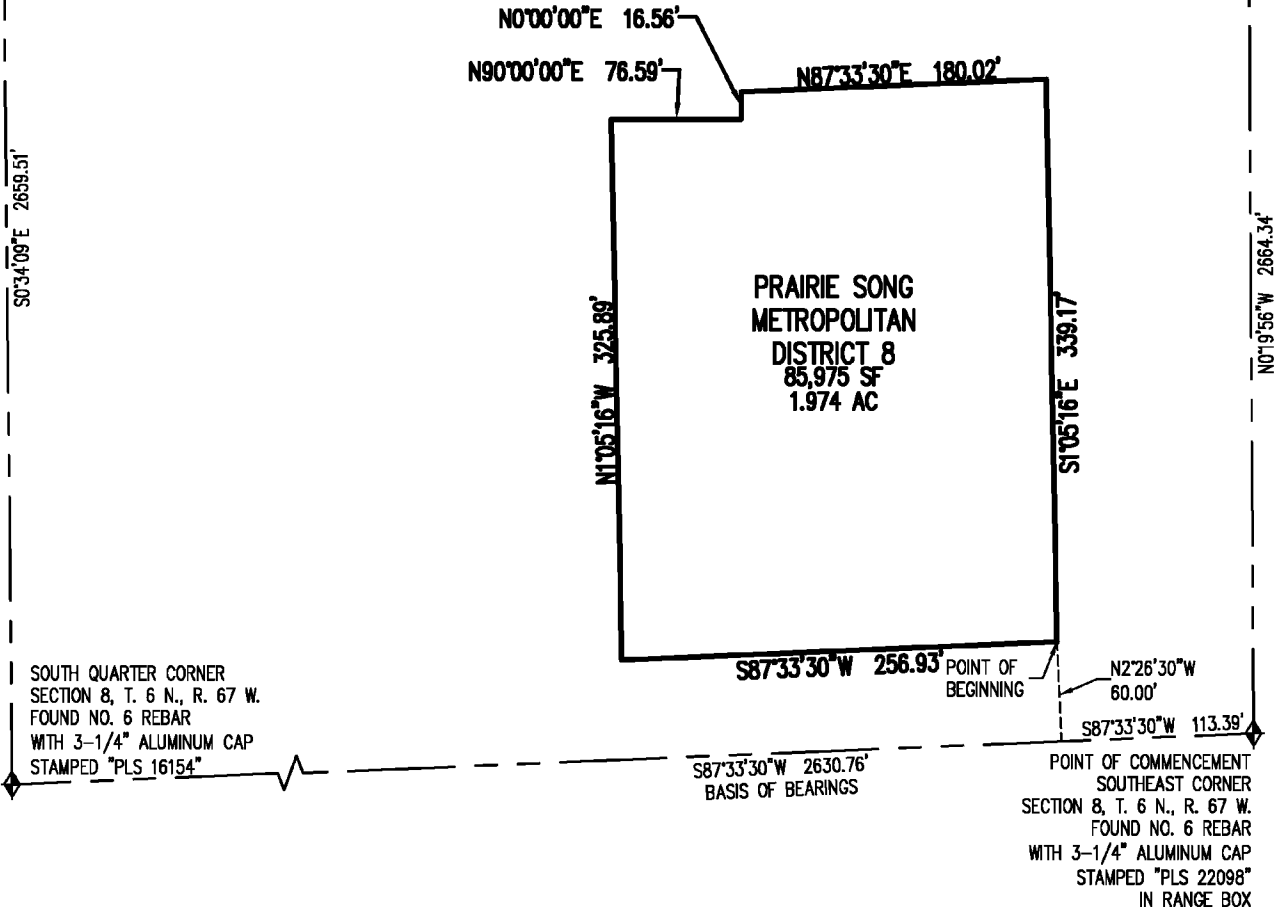 N0°00'00"E 16.56'
N90°00'00"E 76.59'
N87°33'30"E 180.02'
S0°34'09"E 2659.51'
N0°19'56"W 2664.34'
PRAIRIE SONG
METROPOLITAN
DISTRICT 8
85,975 SF
1.974 AC
N1°05'16"W 325.89'
S1°05'16"E 339.17'
S87°33'30"W 256.93'
POINT OF
BEGINNING
N2°26'30"W
60.00'
S87°33'30"W 113.39'
SOUTH QUARTER CORNER
SECTION 8, T. 6 N., R. 67 W.
FOUND NO. 6 REBAR
WITH 3-1/4" ALUMINUM CAP
STAMPED "PLS 16154"
S87°33'30"W 2630.76'
BASIS OF BEARINGS
POINT OF COMMENCEMENT
SOUTHEAST CORNER
SECTION 8, T. 6 N., R. 67 W.
FOUND NO. 6 REBAR
WITH 3-1/4" ALUMINUM CAP
STAMPED "PLS 22098"
IN RANGE BOX